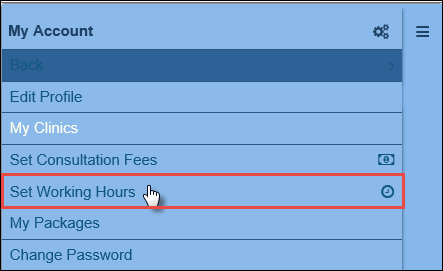 My Account
Back
Edit Profile
My Clinics
Set Consultation Fees
Set Working Hours
My Packages
Change Password